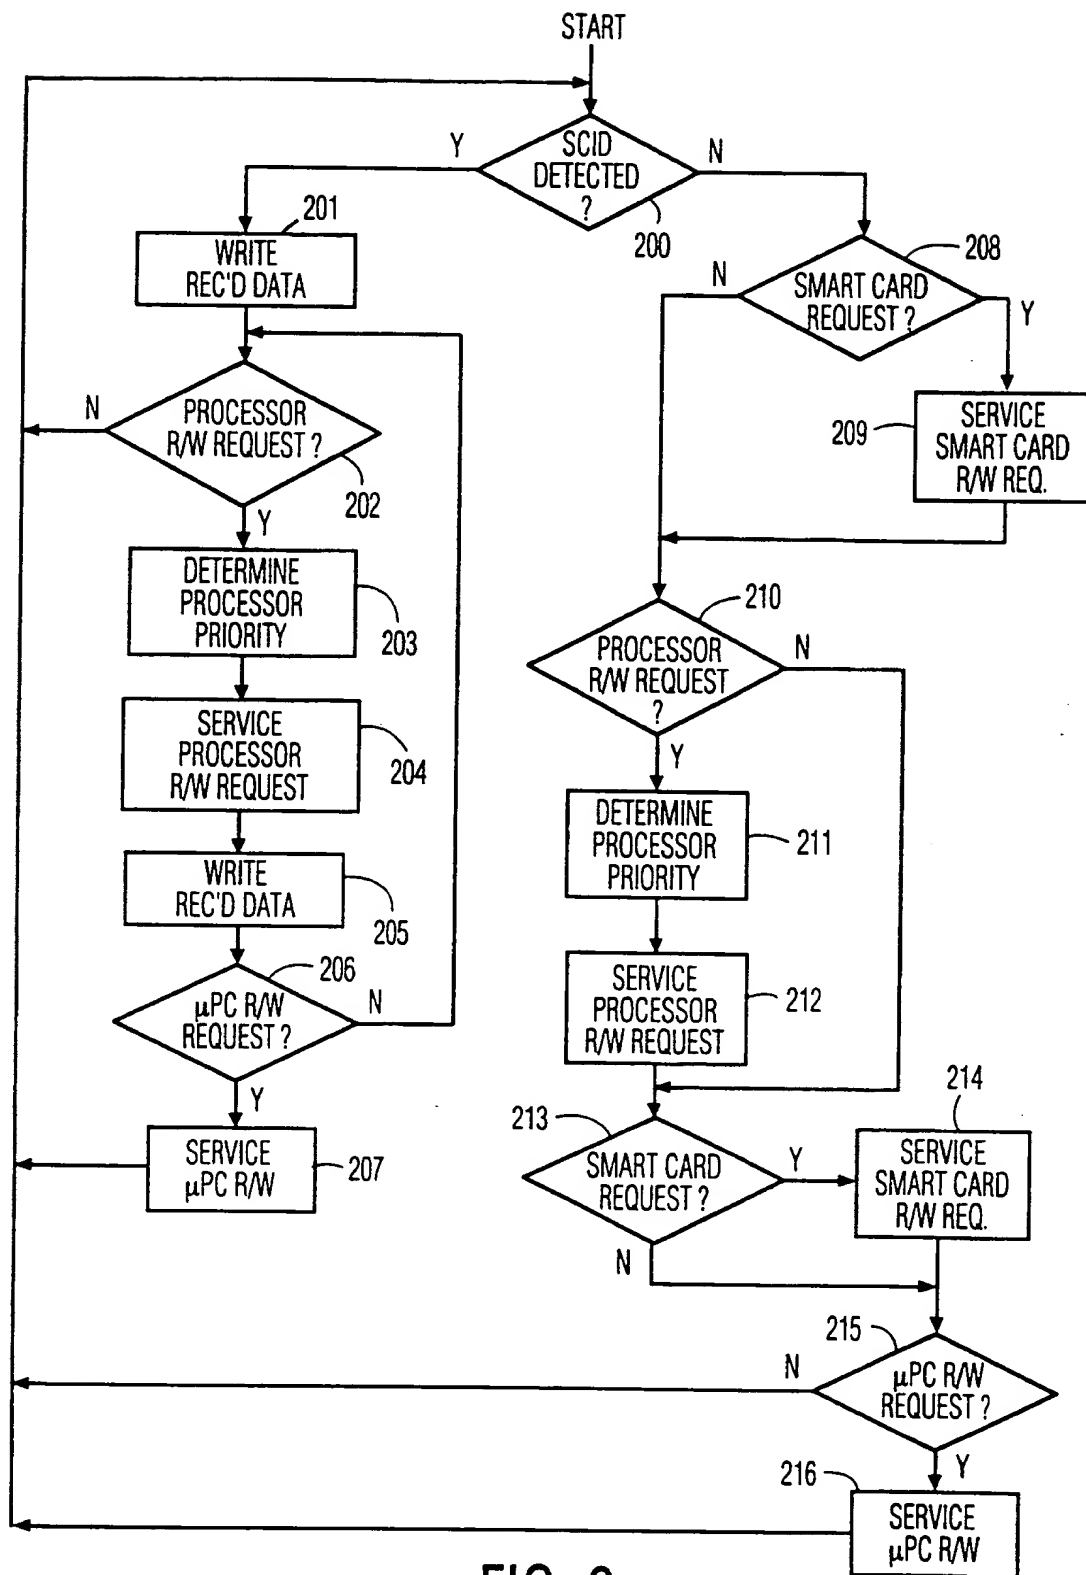 START
SCID
DETECTED
?
Y
N
200
201
WRITE
REC'D DATA
208
SMART CARD
REQUEST ?
N
Y
PROCESSOR
R/W REQUEST ?
N
202
Y
209
SERVICE
SMART CARD
R/W REQ.
DETERMINE
PROCESSOR
PRIORITY
203
210
PROCESSOR
R/W REQUEST
?
N
Y
SERVICE
PROCESSOR
R/W REQUEST
204
DETERMINE
PROCESSOR
PRIORITY
211
WRITE
REC'D DATA
205
206
µPC R/W
REQUEST ?
N
Y
SERVICE
PROCESSOR
R/W REQUEST
212
SERVICE
µPC R/W
207
213
SMART CARD
REQUEST ?
Y
N
214
SERVICE
SMART CARD
R/W REQ.
215
µPC R/W
REQUEST ?
N
Y
216
SERVICE
µPC R/W
FIG.